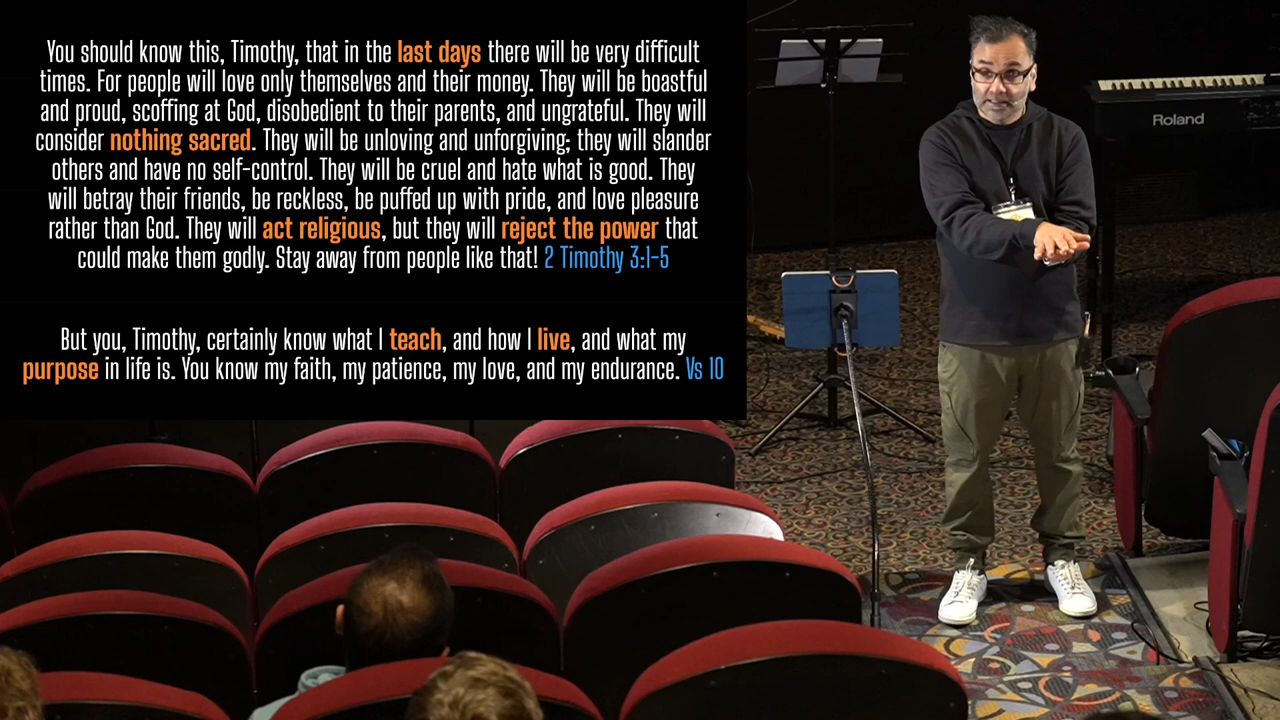 You should know this, Timothy, that in the last days there will be very difficult
times. For people will love only themselves and their money. They will be boastful
and proud, scoffing at God, disobedient to their parents, and ungrateful. They will
consider nothing sacred. They will be unloving and unforgiving; they will slander
others and have no self-control. They will be cruel and hate what is good. They
will betray their friends, be reckless, be puffed up with pride, and love pleasure
rather than God. They will act religious, but they will reject the power that
could make them godly. Stay away from people like that! 2 Timothy 3:1-5
But you, Timothy, certainly know what I teach, and how I live, and what my
purpose in life is. You know my faith, my patience, my love, and my endurance. Vs 10
Roland